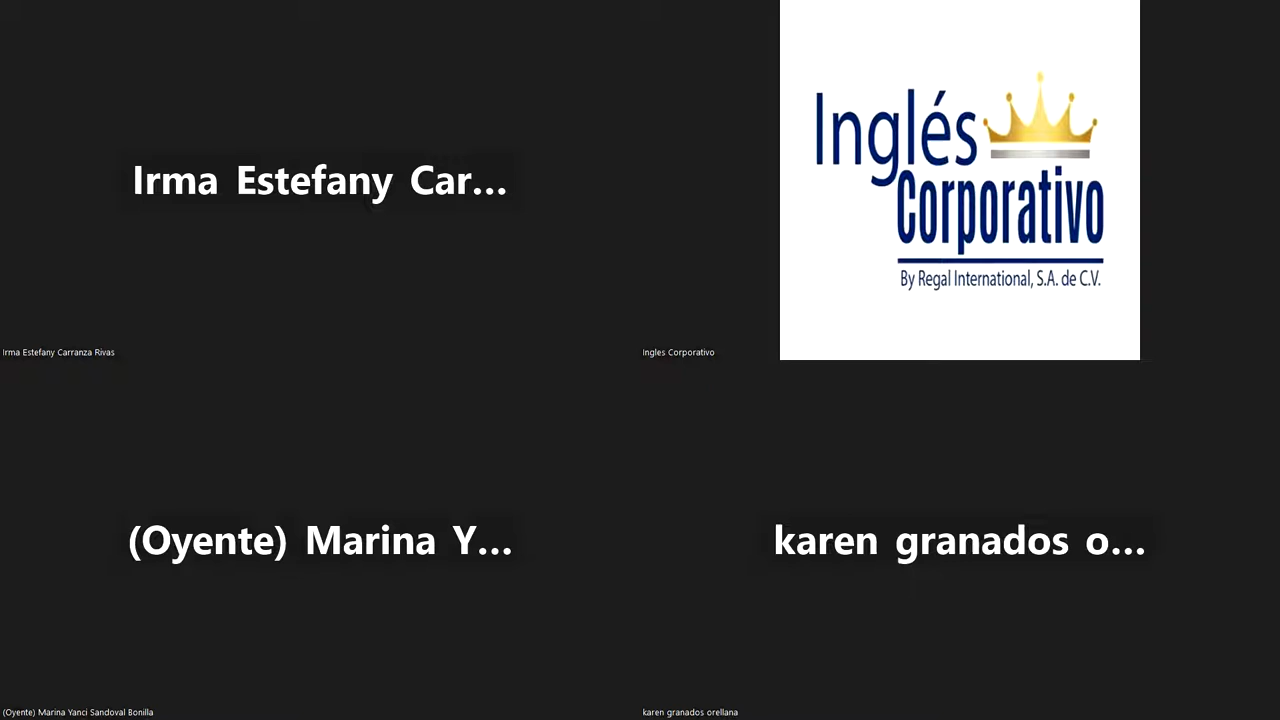 Irma Estefany Car...
Irma Estefany Carranza Rivas
Inglés
Corporativo
By Regal International, S.A. de C.V.
Ingles Corporativo
(Oyente) Marina Y...
(Oyente) Marina Yanci Sandoval Bonilla
karen granados o...
karen granados orellana